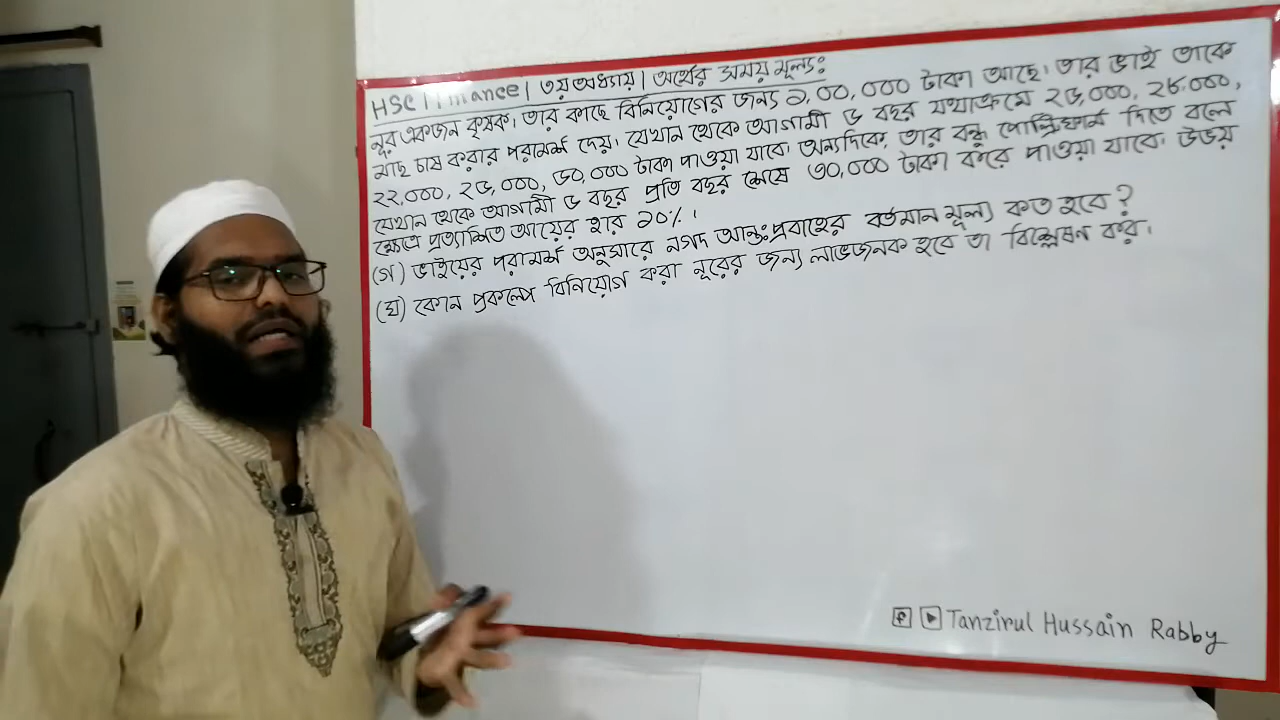 HSC Finance | ৩য় অধ্যায় | অর্থের সময় মূল্যঃ
নূর একজন কৃষক। তার কাছে বিনিয়োগের জন্য ১,০০,০০০ টাকা আছে। তার ভাই তাকে
মাছ চাষ করার পরামর্শ দেয়। যেখান থেকে আগামী ৫ বছর যথাক্রমে ২৫,০০০, ২৮,০০০,
২২,০০০, ২৫,০০০, ৫০,০০০ টাকা পাওয়া যাবে। অন্যদিকে, তার বন্ধু পোল্ট্রিফার্ম দিতে বলে
যেখান থেকে আগামী ৫ বছর প্রতি বছর শেষে ৩০,০০০ টাকা করে পাওয়া যাবে। উভয়
ক্ষেত্রে প্রত্যাশিত আয়ের হার ১০%।
(গ) ভাইয়ের পরামর্শ অনুসারে নগদ আন্তঃপ্রবাহের বর্তমান মূল্য কত হবে?
(ঘ) কোন প্রকল্পে বিনিয়োগ করা নূরের জন্য লাভজনক হবে তা বিশ্লেষণ কর।
Tanzirul Hussain Rabby